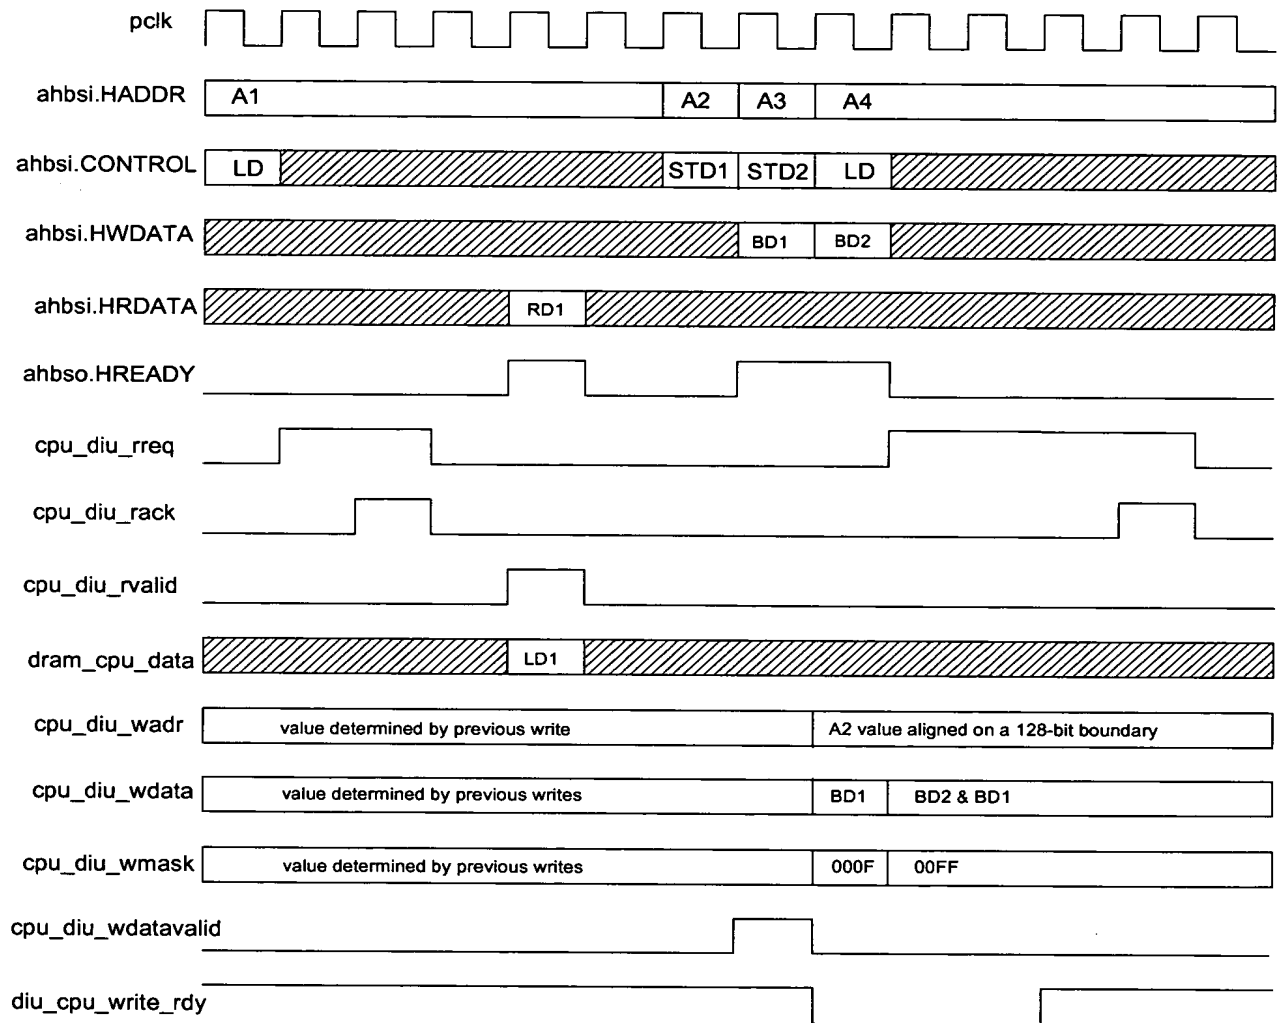 pclk
ahbsi.HADDR A1 A2 A3 A4
ahbsi.CONTROL LD STD1 STD2 LD
ahbsi.HWDATA BD1 BD2
ahbsi.HRDATA RD1
ahbso.HREADY
cpu_diu_rreq
cpu_diu_rack
cpu_diu_rvalid
dram_cpu_data LD1
cpu_diu_wadr value determined by previous write A2 value aligned on a 128-bit boundary
cpu_diu_wdata value determined by previous writes BD1 BD2 & BD1
cpu_diu_wmask value determined by previous writes 000F 00FF
cpu_diu_wdatavalid
diu_cpu_write_rdy